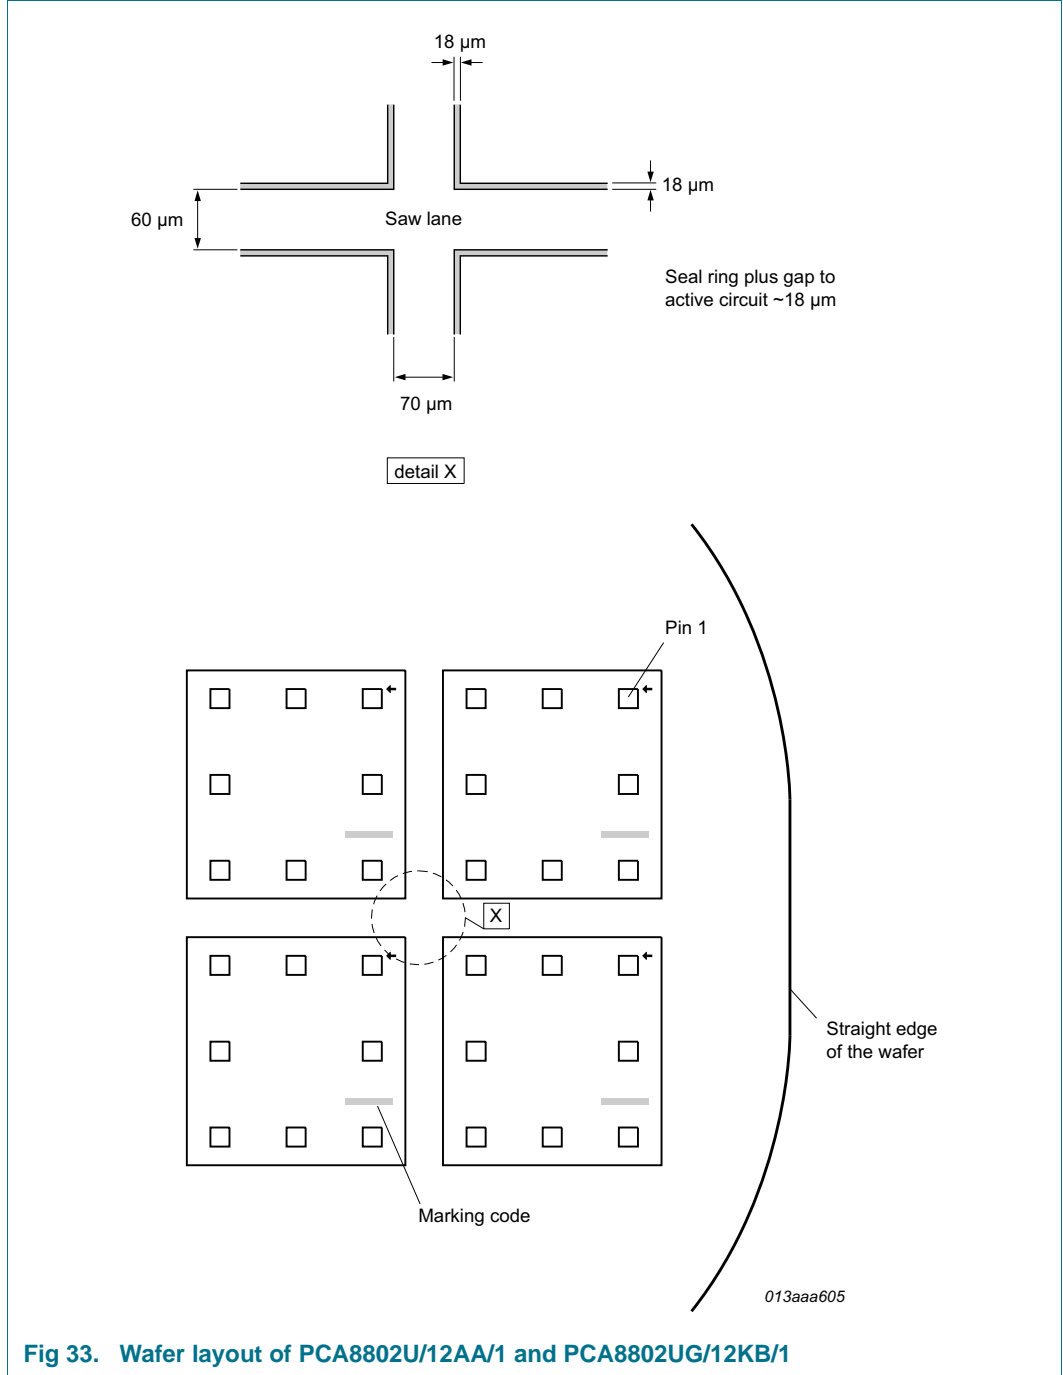 18 µm
18 µm
60 µm
Saw lane
Seal ring plus gap to
active circuit ~18 µm
70 µm
detail X
Pin 1
X
Straight edge
of the wafer
Marking code
013aaa605
Fig 33. Wafer layout of PCA8802U/12AA/1 and PCA8802UG/12KB/1